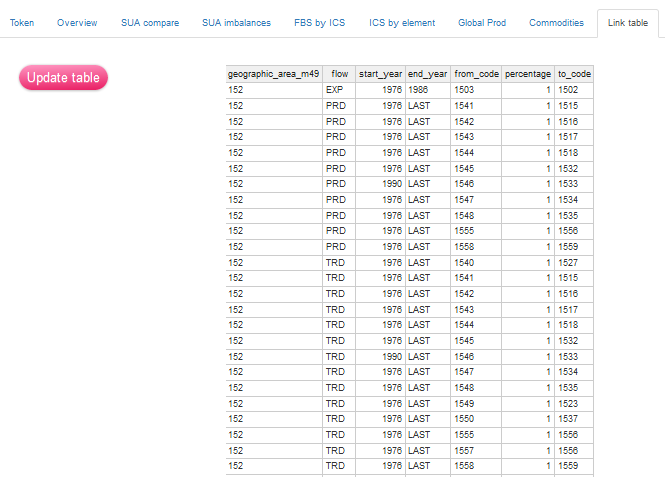 Token Overview SUA compare SUA imbalances FBS by ICS ICS by element Global Prod Commodities Link table
Update table
geographic_area_m49 flow start_year end_year from_code percentage to_code
152 EXP 1976 1986 1503 1 1502
152 PRD 1976 LAST 1541 1 1515
152 PRD 1976 LAST 1542 1 1516
152 PRD 1976 LAST 1543 1 1517
152 PRD 1976 LAST 1544 1 1518
152 PRD 1976 LAST 1545 1 1532
152 PRD 1990 LAST 1546 1 1533
152 PRD 1976 LAST 1547 1 1534
152 PRD 1976 LAST 1548 1 1535
152 PRD 1976 LAST 1555 1 1556
152 PRD 1976 LAST 1558 1 1559
152 TRD 1976 LAST 1540 1 1527
152 TRD 1976 LAST 1541 1 1515
152 TRD 1976 LAST 1542 1 1516
152 TRD 1976 LAST 1543 1 1517
152 TRD 1976 LAST 1544 1 1518
152 TRD 1976 LAST 1545 1 1532
152 TRD 1990 LAST 1546 1 1533
152 TRD 1976 LAST 1547 1 1534
152 TRD 1976 LAST 1548 1 1535
152 TRD 1976 LAST 1549 1 1523
152 TRD 1976 LAST 1550 1 1537
152 TRD 1976 LAST 1555 1 1556
152 TRD 1976 LAST 1557 1 1556
152 TRD 1976 LAST 1558 1 1559